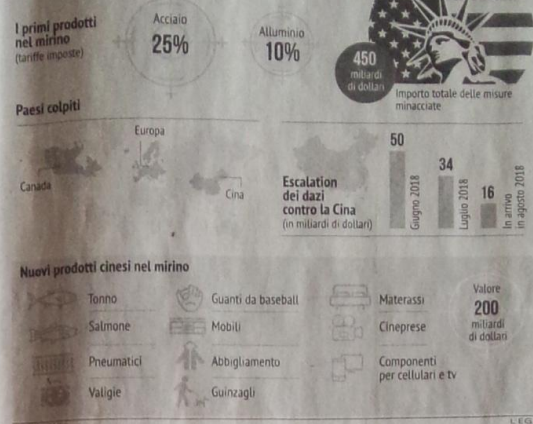 I primi prodotti
nel mirino
(tariffe imposte)
Acciaio
25%
Alluminio
10%
450
miliardi
di dollari
Importo totale delle misure
minacciate
Paesi colpiti
Canada
Europa
Cina
Escalation
dei dazi
contro la Cina
(in miliardi di dollari)
50
Giugno 2018
34
Luglio 2018
16
In arrivo
in agosto 2018
Nuovi prodotti cinesi nel mirino
Tonno
Salmone
Pneumatici
Valigie
Guanti da baseball
Mobili
Abbigliamento
Guinzagli
Materassi
Cineprese
Componenti
per cellulari e tv
Valore
200
miliardi
di dollari
LEG